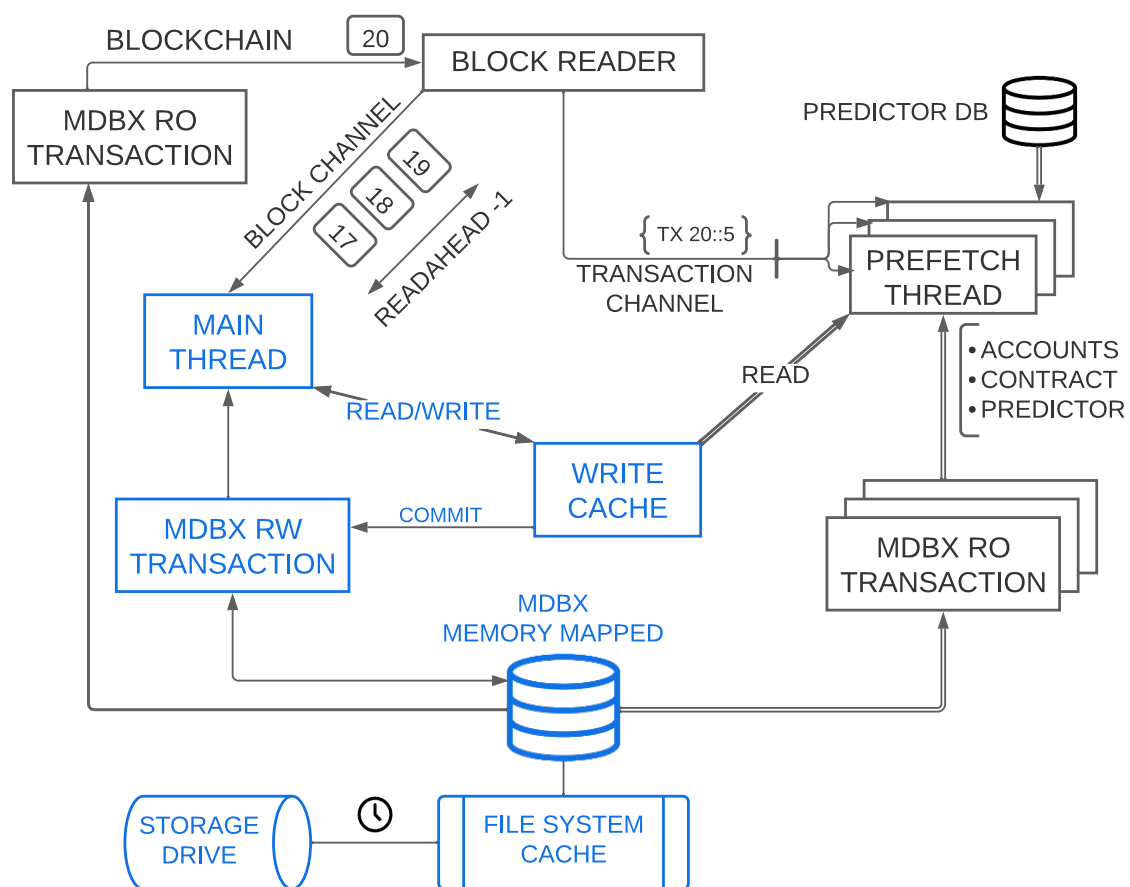 BLOCKCHAIN
20
BLOCK READER
MDBX RO
TRANSACTION
BLOCK CHANNEL
17
18
19
READAHEAD -1
PREDICTOR DB
{ TX 20::5 }
TRANSACTION
CHANNEL
PREFETCH
THREAD
MAIN
THREAD
READ
• ACCOUNTS
• CONTRACT
• PREDICTOR
READ/WRITE
WRITE
CACHE
COMMIT
MDBX RW
TRANSACTION
MDBX RO
TRANSACTION
MDBX
MEMORY MAPPED
STORAGE
DRIVE
FILE SYSTEM
CACHE